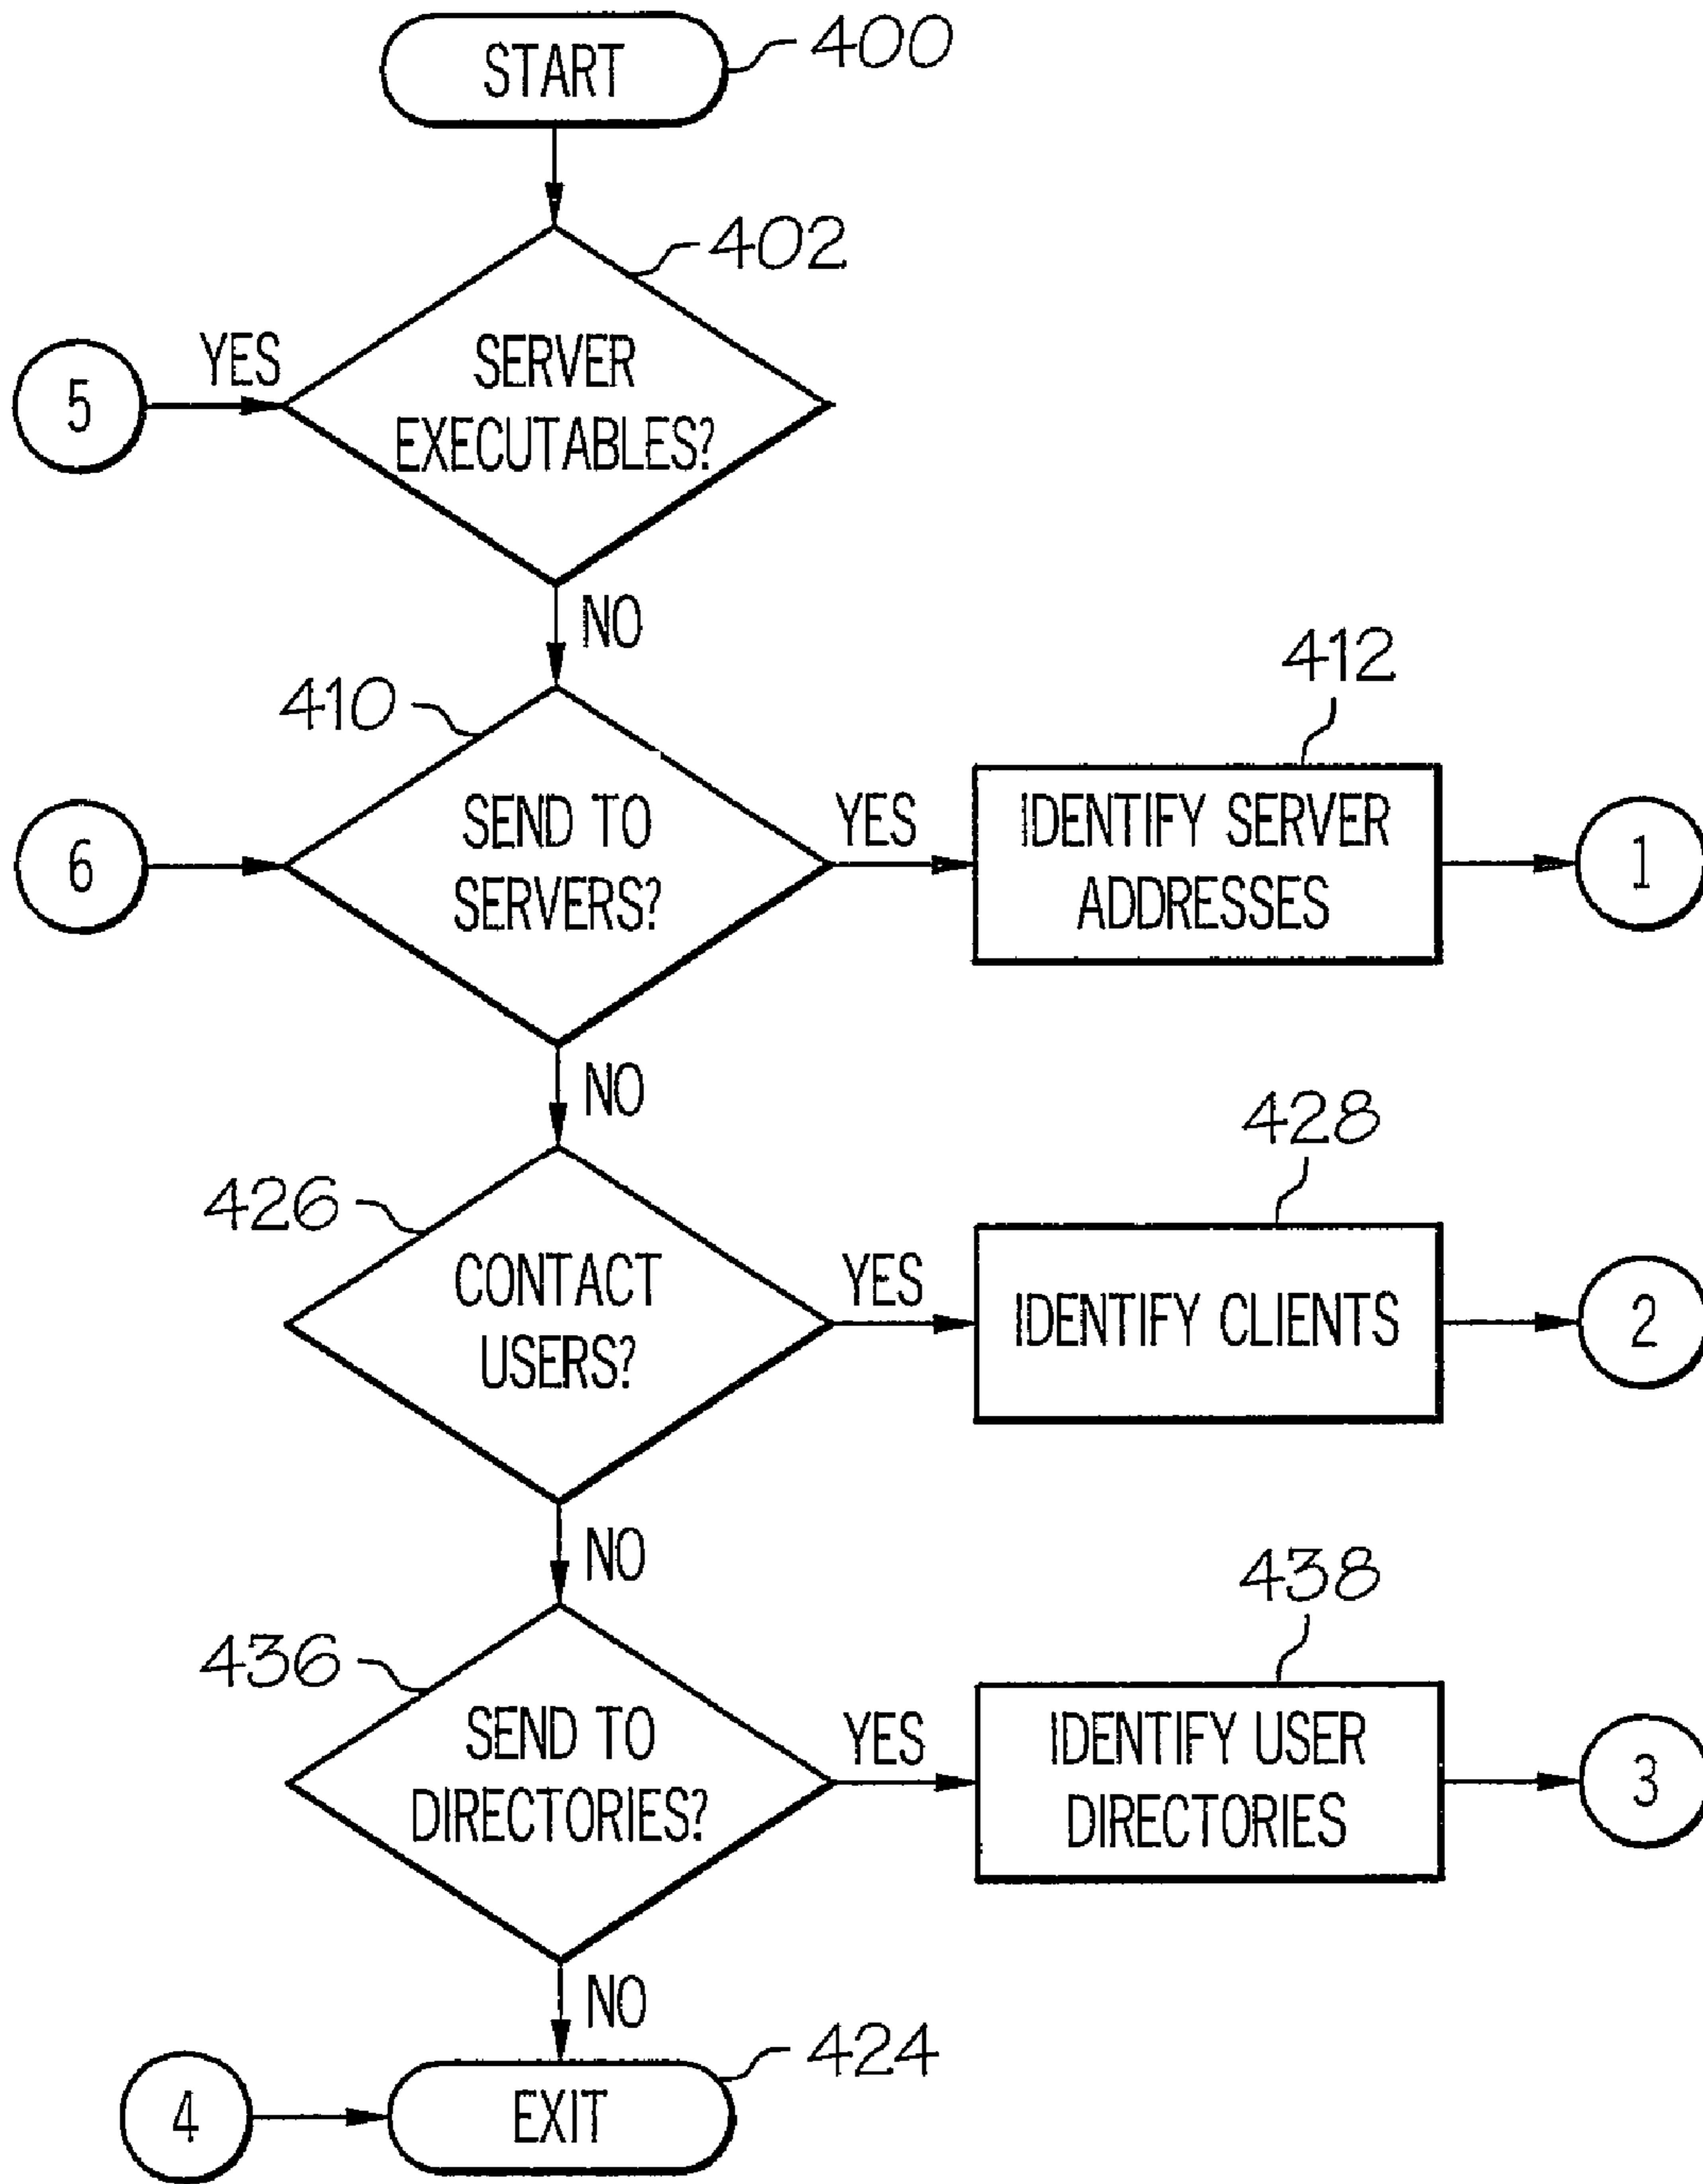 START
400
402
YES
5
SERVER
EXECUTABLES?
NO
410
412
6
SEND TO
SERVERS?
YES
IDENTIFY SERVER
ADDRESSES
1
NO
426
428
CONTACT
USERS?
YES
IDENTIFY CLIENTS
2
NO
436
438
SEND TO
DIRECTORIES?
YES
IDENTIFY USER
DIRECTORIES
3
NO
424
4
EXIT